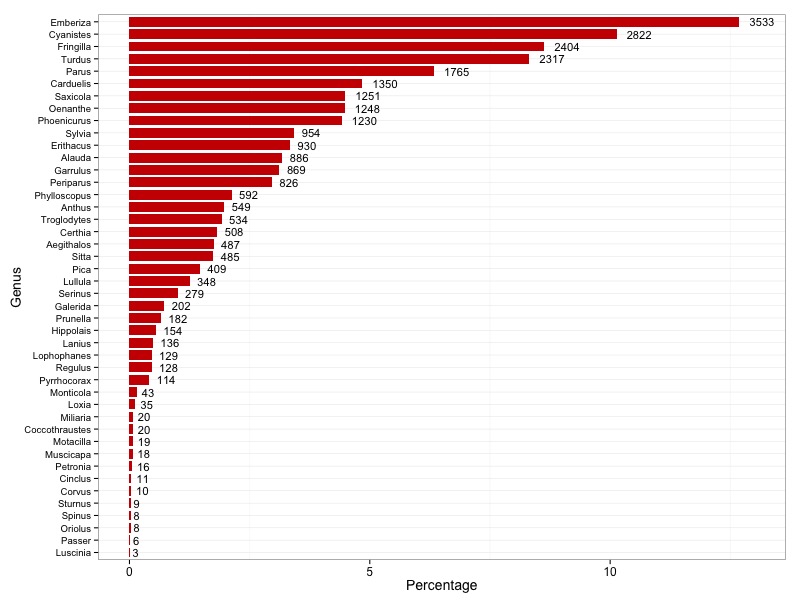 Genus
Emberiza 3533
Cyanistes 2822
Fringilla 2404
Turdus 2317
Parus 1765
Carduelis 1350
Saxicola 1251
Oenanthe 1248
Phoenicurus 1230
Sylvia 954
Erithacus 930
Alauda 886
Garrulus 869
Periparus 826
Phylloscopus 592
Anthus 549
Troglodytes 534
Certhia 508
Aegithalos 487
Sitta 485
Pica 409
Lullula 348
Serinus 279
Galerida 202
Prunella 182
Hippolais 154
Lanius 136
Lophophanes 129
Regulus 128
Pyrrhocorax 114
Monticola 43
Loxia 35
Miliaria 20
Coccothraustes 20
Motacilla 19
Muscicapa 18
Petronia 16
Cinclus 11
Corvus 10
Sturnus 9
Spinus 8
Oriolus 8
Passer 6
Luscinia 3
0 5 10
Percentage